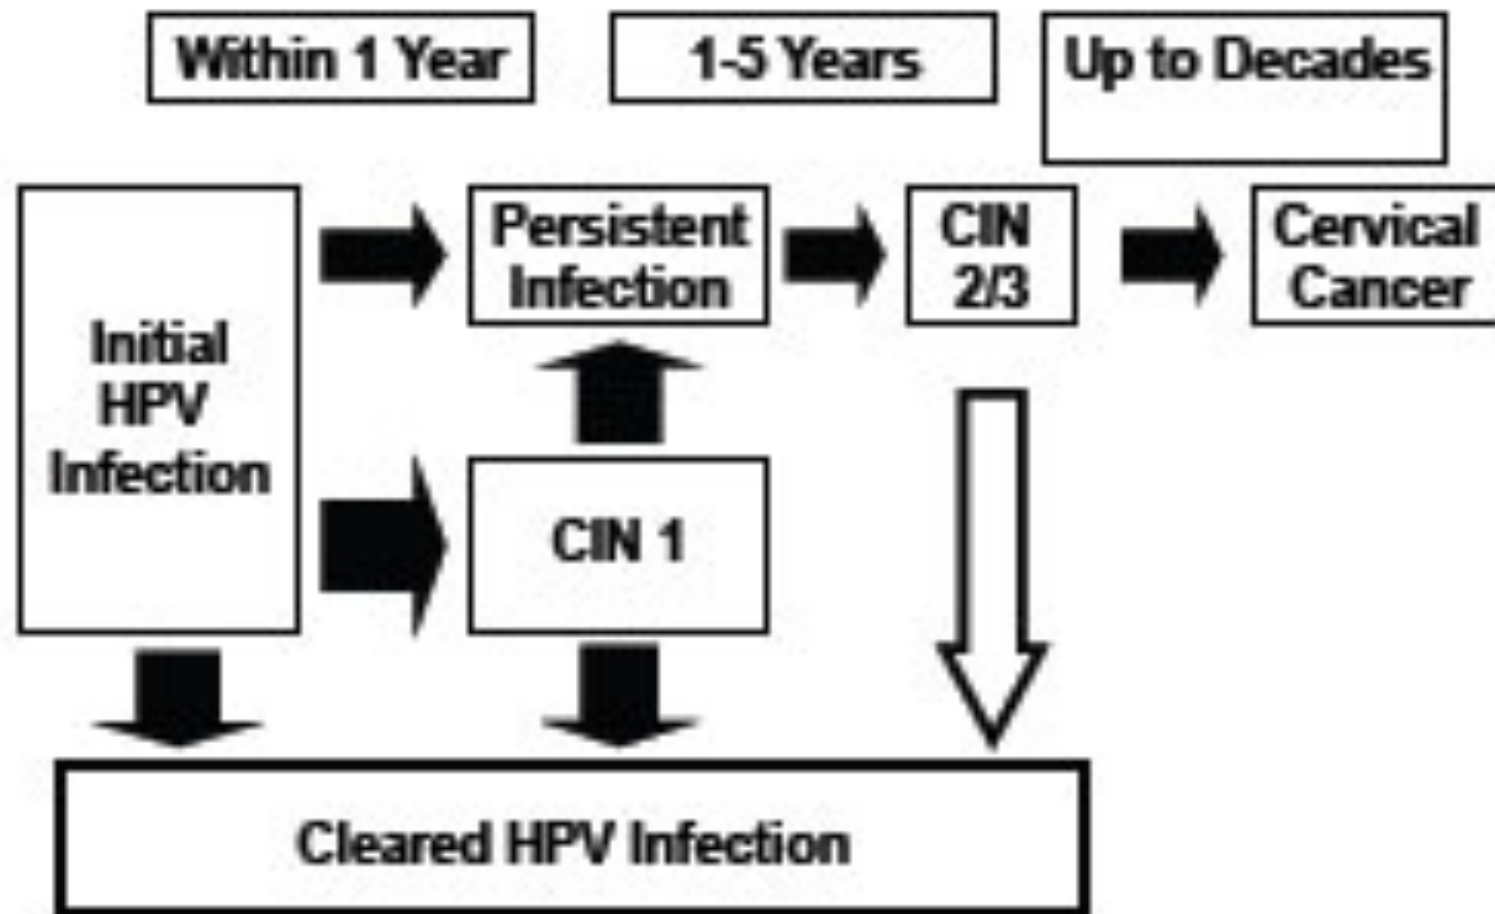 Within 1 Year
1-5 Years
Up to Decades
Initial
HPV
Infection
Persistent
Infection
CIN
2/3
Cervical
Cancer
CIN 1
Cleared HPV Infection